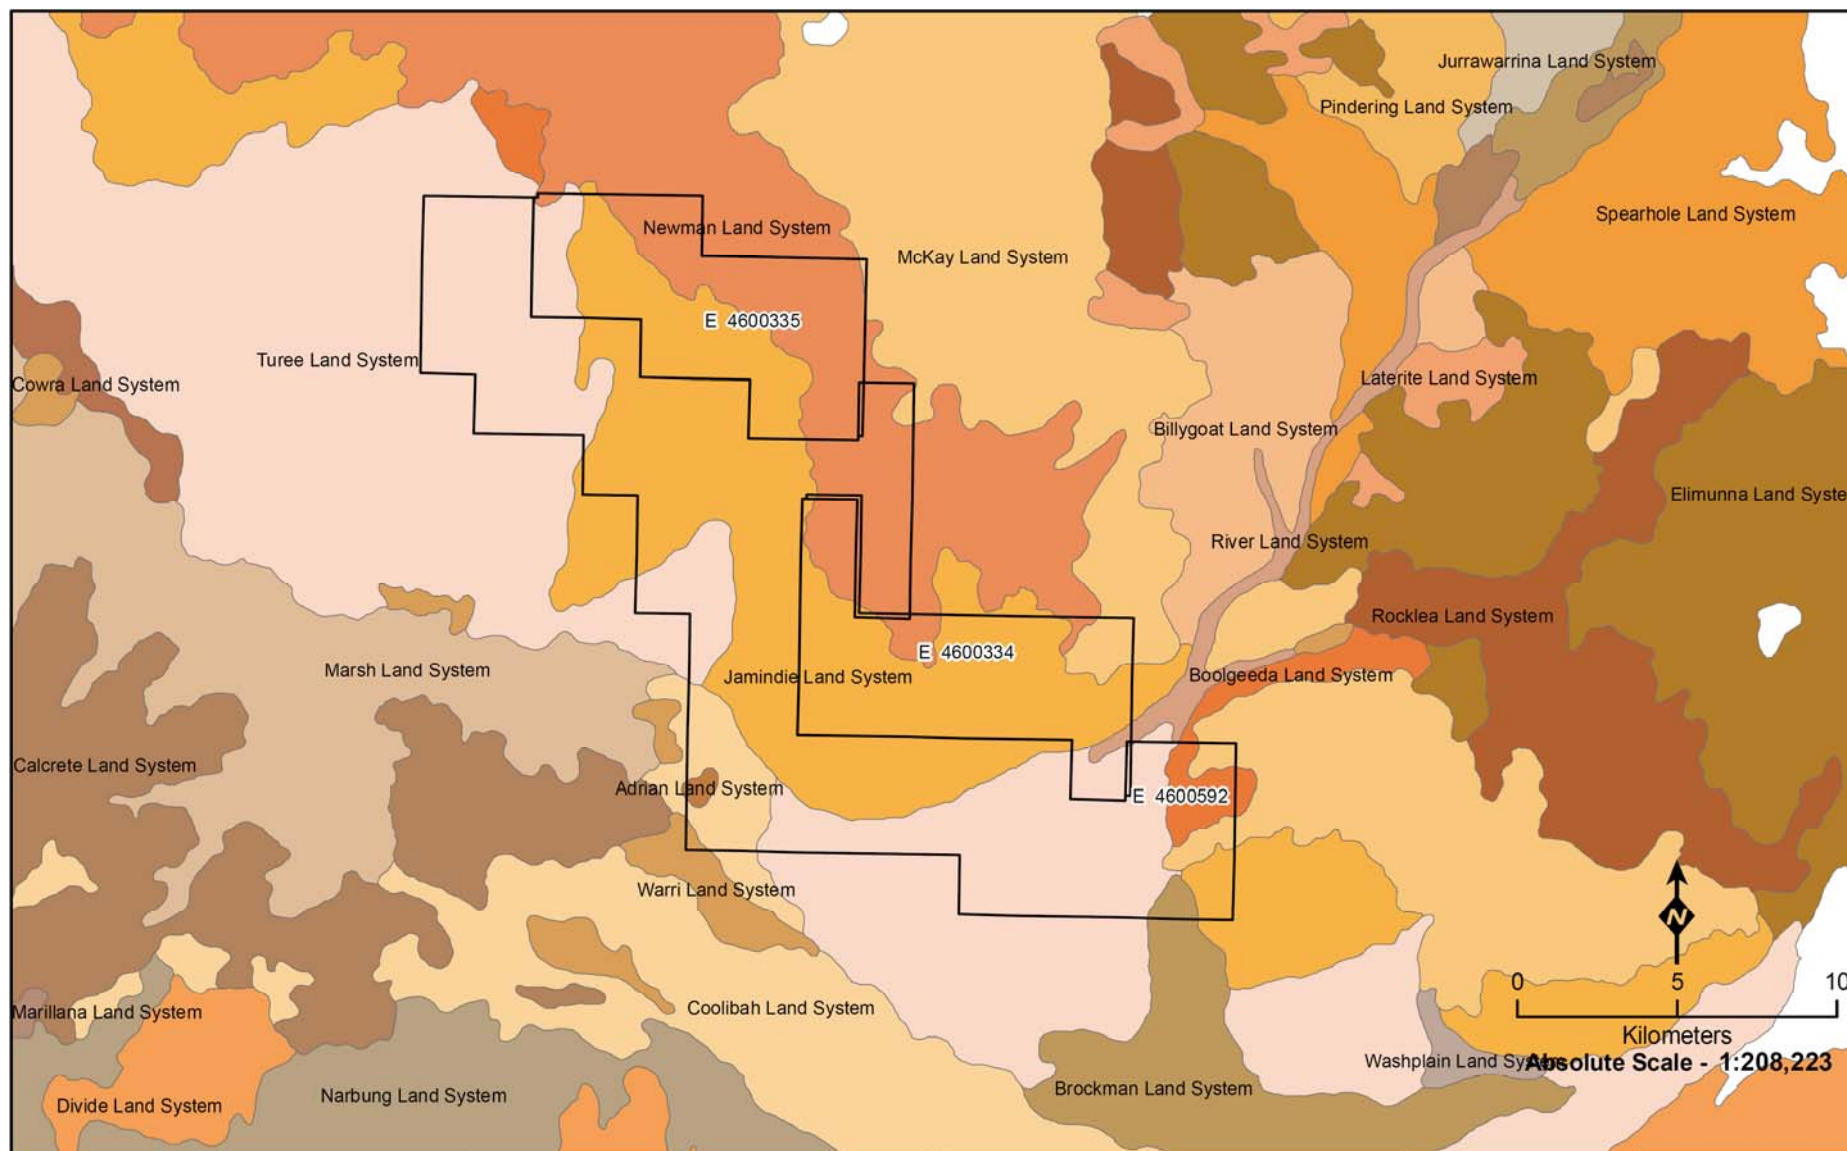 Jurrawarrina Land System
Pindering Land System
Spearhole Land System
Newman Land System
McKay Land System
E 4600335
Turee Land System
Cowra Land System
Laterite Land System
Billygoat Land System
Elimunna Land Syste
River Land System
Rocklea Land System
E 4600334
Marsh Land System
Jamindie Land System
Boolgeeda Land System
Calcrete Land System
Adrian Land System
E 4600592
Warri Land System
N
0 5 10
Coolibah Land System
Marillana Land System
Kilometers
Washplain Land System
Absolute Scale - 1:208,223
Brockman Land System
Narbung Land System
Divide Land System